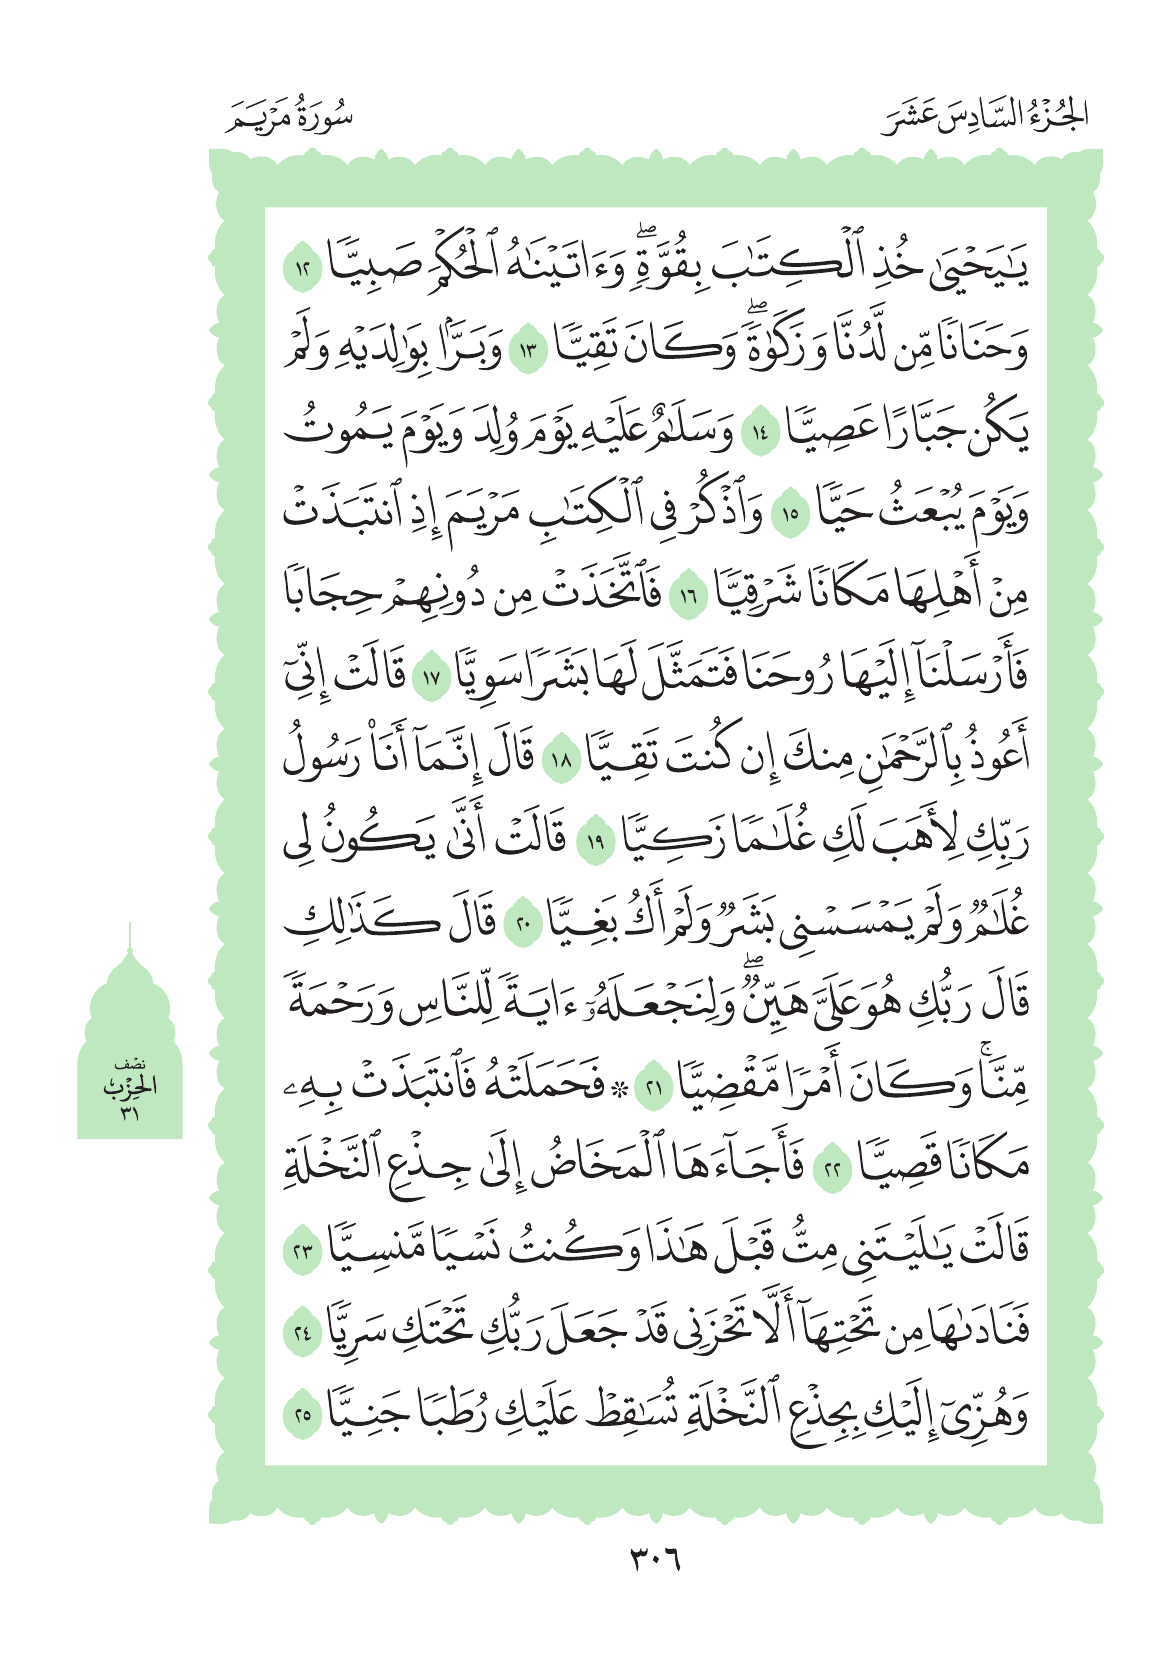 الجُزْءُ السَّادِسَ عَشَرَ
سُورَةُ مَرْيَمَ
يَـٰيَحْيَىٰ خُذِ ٱلْكِتَـٰبَ بِقُوَّةٍۖ وَءَاتَيْنَـٰهُ ٱلْحُكْمَ صَبِيًّا ١٢
وَحَنَانًا مِّن لَّدُنَّا وَزَكَوٰةًۖ وَكَانَ تَقِيًّا ١٣ وَبَرًّۢا بِوَٰلِدَيْهِ وَلَمْ
يَكُن جَبَّارًا عَصِيًّا ١٤ وَسَلَـٰمٌ عَلَيْهِ يَوْمَ وُلِدَ وَيَوْمَ يَمُوتُ
وَيَوْمَ يُبْعَثُ حَيًّا ١٥ وَٱذْكُرْ فِى ٱلْكِتَـٰبِ مَرْيَمَ إِذِ ٱنتَبَذَتْ
مِنْ أَهْلِهَا مَكَانًا شَرْقِيًّا ١٦ فَٱتَّخَذَتْ مِن دُونِهِمْ حِجَابًا
فَأَرْسَلْنَآ إِلَيْهَا رُوحَنَا فَتَمَثَّلَ لَهَا بَشَرًا سَوِيًّا ١٧ قَالَتْ إِنِّىٓ
أَعُوذُ بِٱلرَّحْمَـٰنِ مِنكَ إِن كُنتَ تَقِيًّا ١٨ قَالَ إِنَّمَآ أَنَا۠ رَسُولُ
رَبِّكِ لِأَهَبَ لَكِ غُلَـٰمًا زَكِيًّا ١٩ قَالَتْ أَنَّىٰ يَكُونُ لِى
غُلَـٰمٌ وَلَمْ يَمْسَسْنِى بَشَرٌ وَلَمْ أَكُ بَغِيًّا ٢٠ قَالَ كَذَٰلِكِ
قَالَ رَبُّكِ هُوَ عَلَىَّ هَيِّنٌۖ وَلِنَجْعَلَهُۥٓ ءَايَةً لِّلنَّاسِ وَرَحْمَةً
مِّنَّاۚ وَكَانَ أَمْرًا مَّقْضِيًّا ٢١ * فَحَمَلَتْهُ فَٱنتَبَذَتْ بِهِۦ
مَكَانًا قَصِيًّا ٢٢ فَأَجَآءَهَا ٱلْمَخَاضُ إِلَىٰ جِذْعِ ٱلنَّخْلَةِ
قَالَتْ يَـٰلَيْتَنِى مِتُّ قَبْلَ هَـٰذَا وَكُنتُ نَسْيًا مَّنسِيًّا ٢٣
فَنَادَىٰهَا مِن تَحْتِهَآ أَلَّا تَحْزَنِى قَدْ جَعَلَ رَبُّكِ تَحْتَكِ سَرِيًّا ٢٤
وَهُزِّىٓ إِلَيْكِ بِجِذْعِ ٱلنَّخْلَةِ تُسَـٰقِطْ عَلَيْكِ رُطَبًا جَنِيًّا ٢٥
نصف
الحِزْب
٣١
٣٠٦